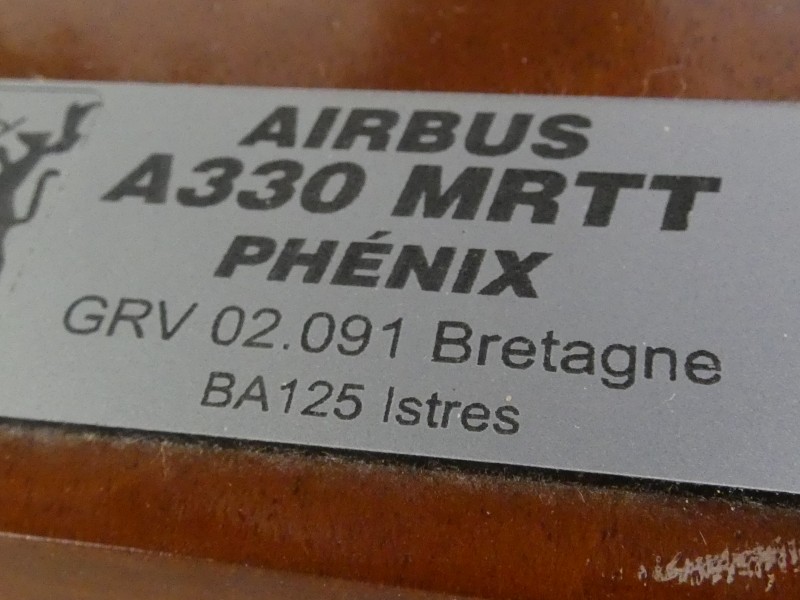 AIRBUS
A330 MRTT
PHÉNIX
GRV 02.091 Bretagne
BA125 Istres